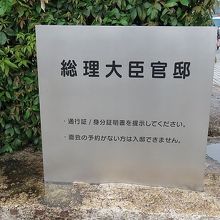 総理大臣官邸
・通行証/身分証明書を提示してください。
・面会の予約がない方は入邸できません。